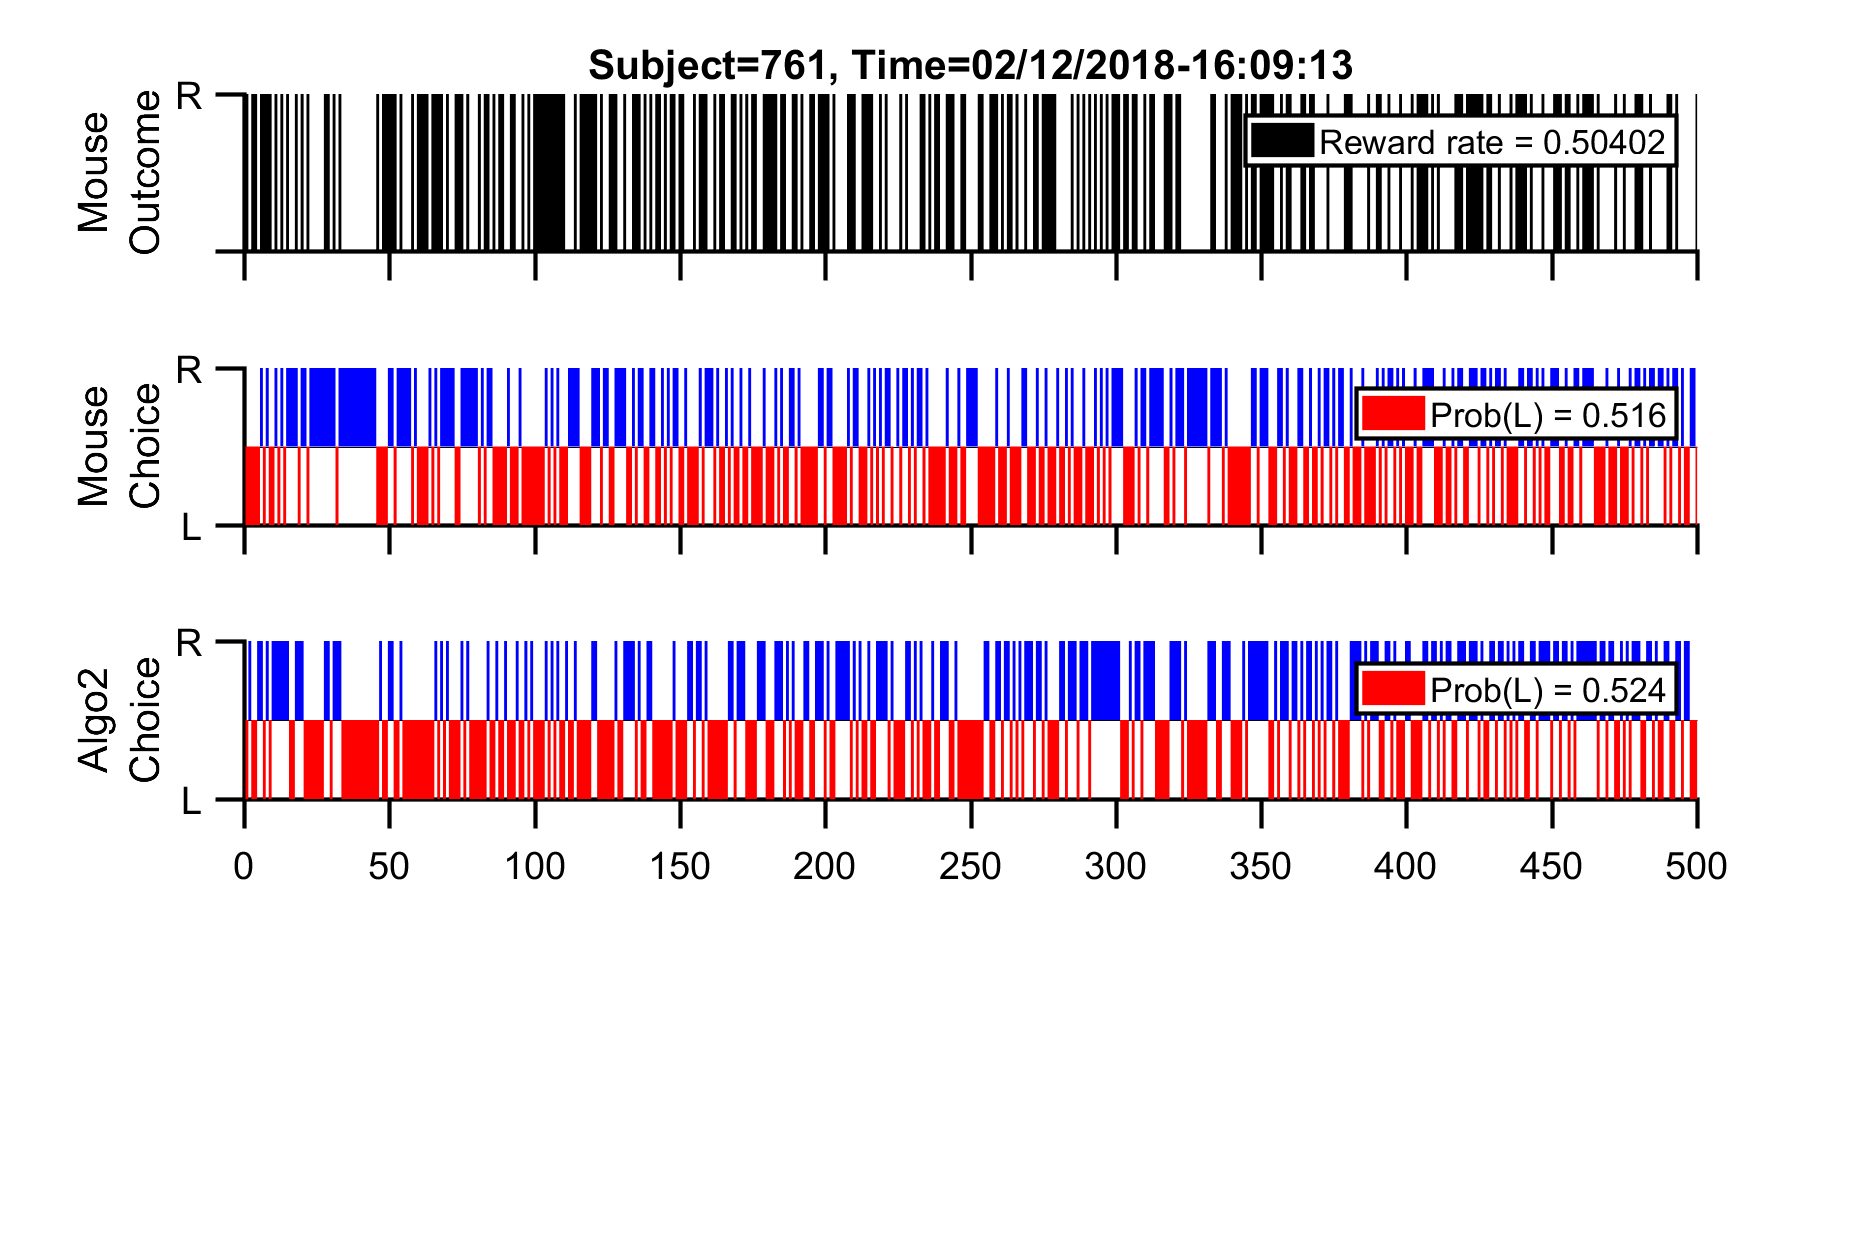 Subject=761, Time=02/12/2018-16:09:13
Mouse
Outcome
R
Reward rate = 0.50402
Mouse
Choice
R
L
Prob(L) = 0.516
Algo2
Choice
R
L
Prob(L) = 0.524
0 50 100 150 200 250 300 350 400 450 500